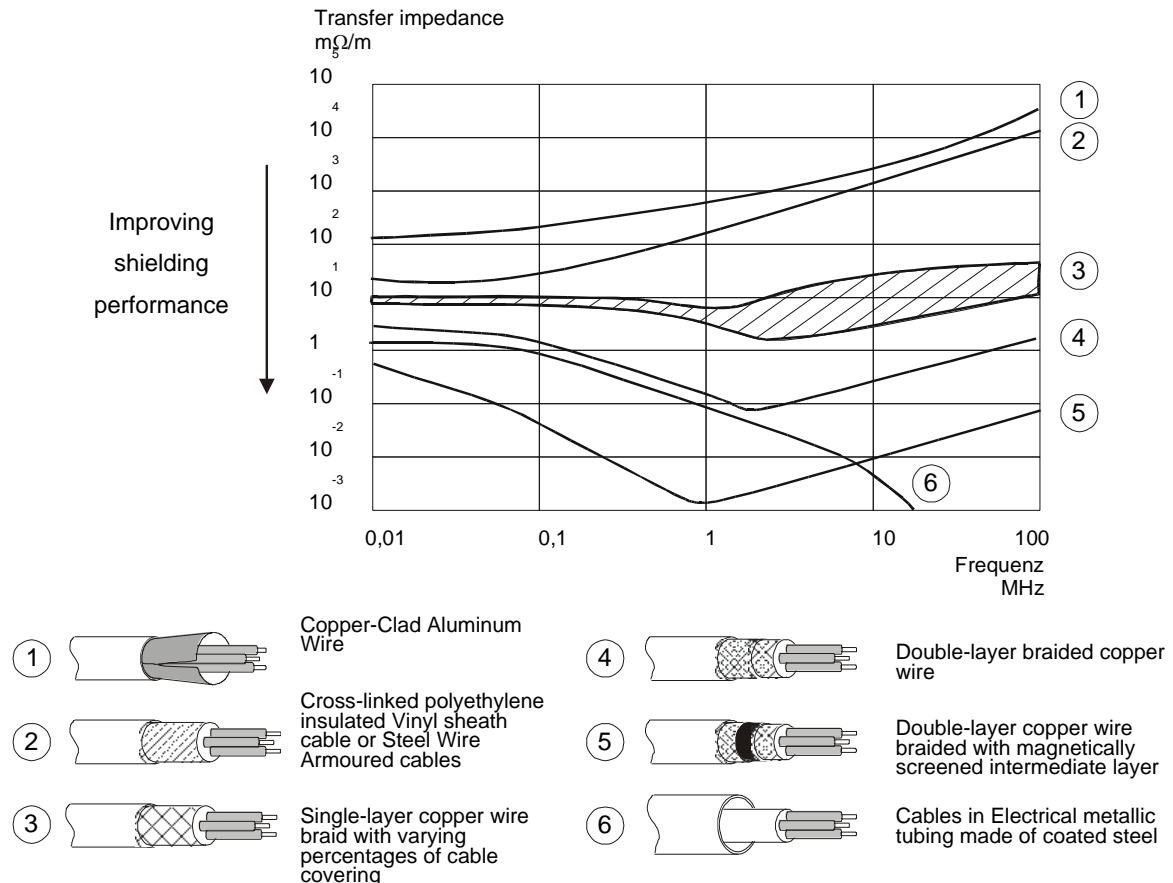 Transfer impedance
mΩ/m
10 5
10 4
10 3
10 2
10 1
10
1
10 -1
10 -2
10 -3
Improving
shielding
performance
1
2
3
4
5
6
0,01
0,1
1
10
100
Frequenz
MHz
1
Copper-Clad Aluminum
Wire
2
Cross-linked polyethylene
insulated Vinyl sheath
cable or Steel Wire
Armoured cables
3
Single-layer copper wire
braid with varying
percentages of cable
covering
4
Double-layer braided copper
wire
5
Double-layer copper wire
braided with magnetically
screened intermediate layer
6
Cables in Electrical metallic
tubing made of coated steel